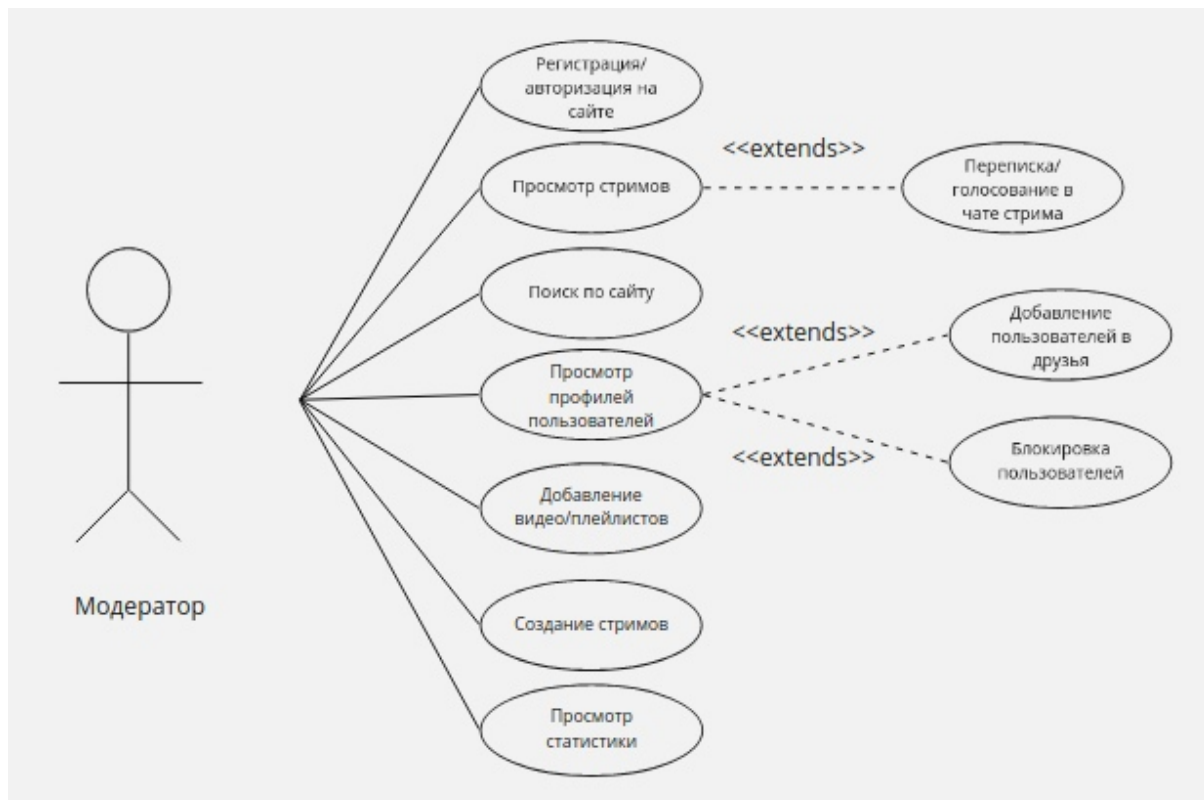 Регистрация/
авторизация на
сайте
<<extends>>
Просмотр стримов
Переписка/
голосование в
чате стрима
Поиск по сайту
<<extends>>
Добавление
пользователей в
друзья
Просмотр
профилей
пользователей
<<extends>>
Блокировка
пользователей
Добавление
видео/плейлистов
Модератор
Создание стримов
Просмотр
статистики